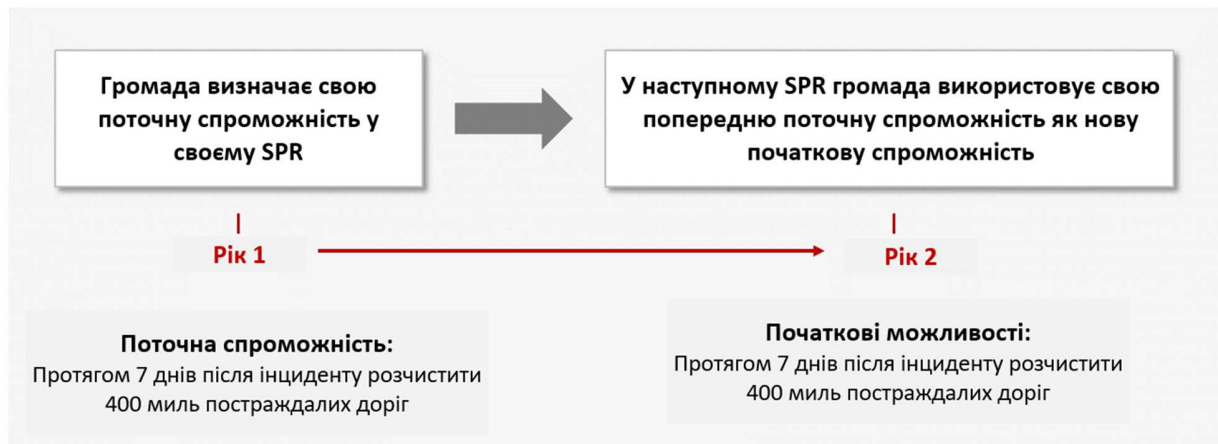 Громада визначає свою
поточну спроможність у
своєму SPR
У наступному SPR громада використовує свою
попередню поточну спроможність як нову
початкову спроможність
Рік 1
Рік 2
Поточна спроможність:
Протягом 7 днів після інциденту розчистити
400 миль постраждалих доріг
Початкові можливості:
Протягом 7 днів після інциденту розчистити
400 миль постраждалих доріг